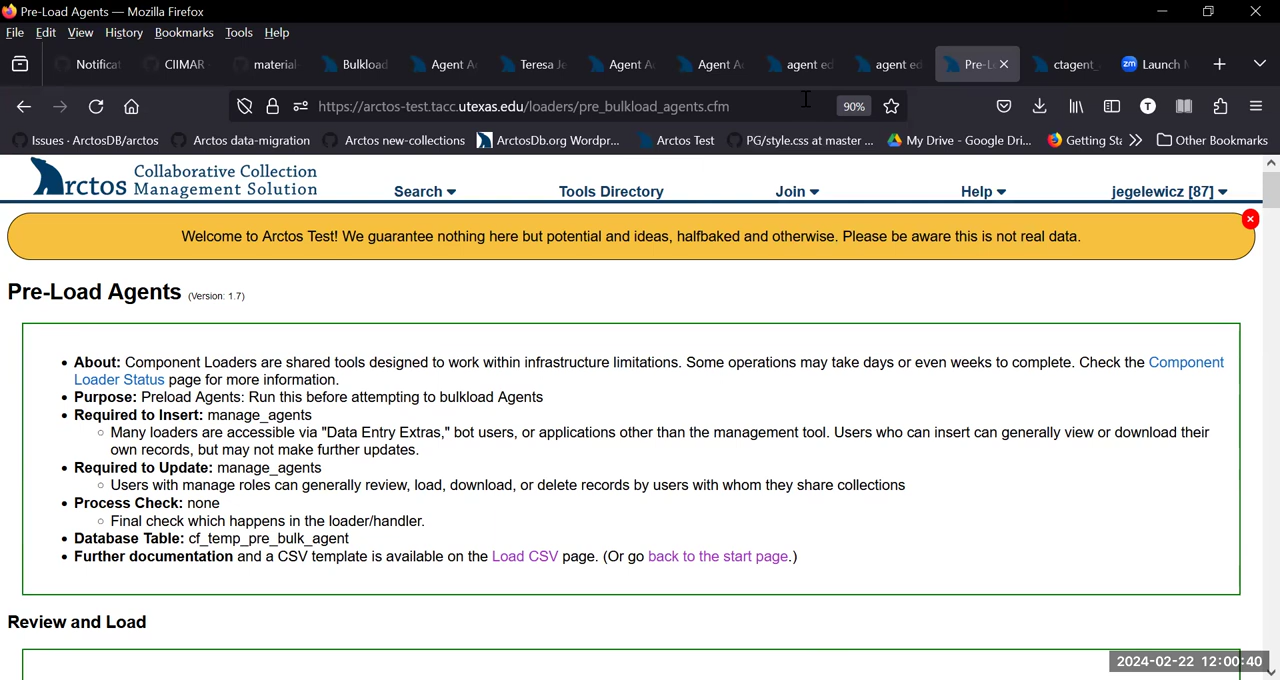 Pre-Load Agents — Mozilla Firefox
File Edit View History Bookmarks Tools Help
Notificat CIIMAR material Bulkload Agent A Teresa Je Agent A Agent A agent ed agent ed Pre-L ctagent_ zm Launch
https://arctos-test.tacc.utexas.edu/loaders/pre_bulkload_agents.cfm 90% T
Issues · ArctosDB/arctos Arctos data-migration Arctos new-collections ArctosDb.org Wordpr... Arctos Test PG/style.css at master ... My Drive - Google Dri... Getting Sta Other Bookmarks
Arctos Collaborative Collection
Management Solution
Search Tools Directory Join Help jegelewicz [87]
Welcome to Arctos Test! We guarantee nothing here but potential and ideas, halfbaked and otherwise. Please be aware this is not real data.
Pre-Load Agents (Version: 1.7)
• About: Component Loaders are shared tools designed to work within infrastructure limitations. Some operations may take days or even weeks to complete. Check the Component
Loader Status page for more information.
• Purpose: Preload Agents: Run this before attempting to bulkload Agents
• Required to Insert: manage_agents
○ Many loaders are accessible via "Data Entry Extras," bot users, or applications other than the management tool. Users who can insert can generally view or download their
own records, but may not make further updates.
• Required to Update: manage_agents
○ Users with manage roles can generally review, load, download, or delete records by users with whom they share collections
• Process Check: none
○ Final check which happens in the loader/handler.
• Database Table: cf_temp_pre_bulk_agent
• Further documentation and a CSV template is available on the Load CSV page. (Or go back to the start page.)
Review and Load
2024-02-22 12:00:40